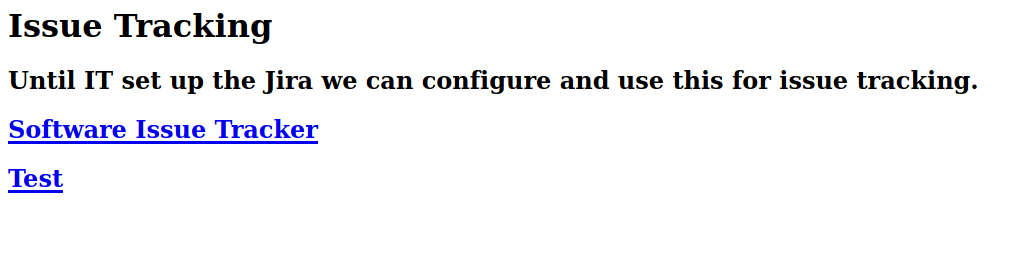 Issue Tracking
Until IT set up the Jira we can configure and use this for issue tracking.
Software Issue Tracker
Test